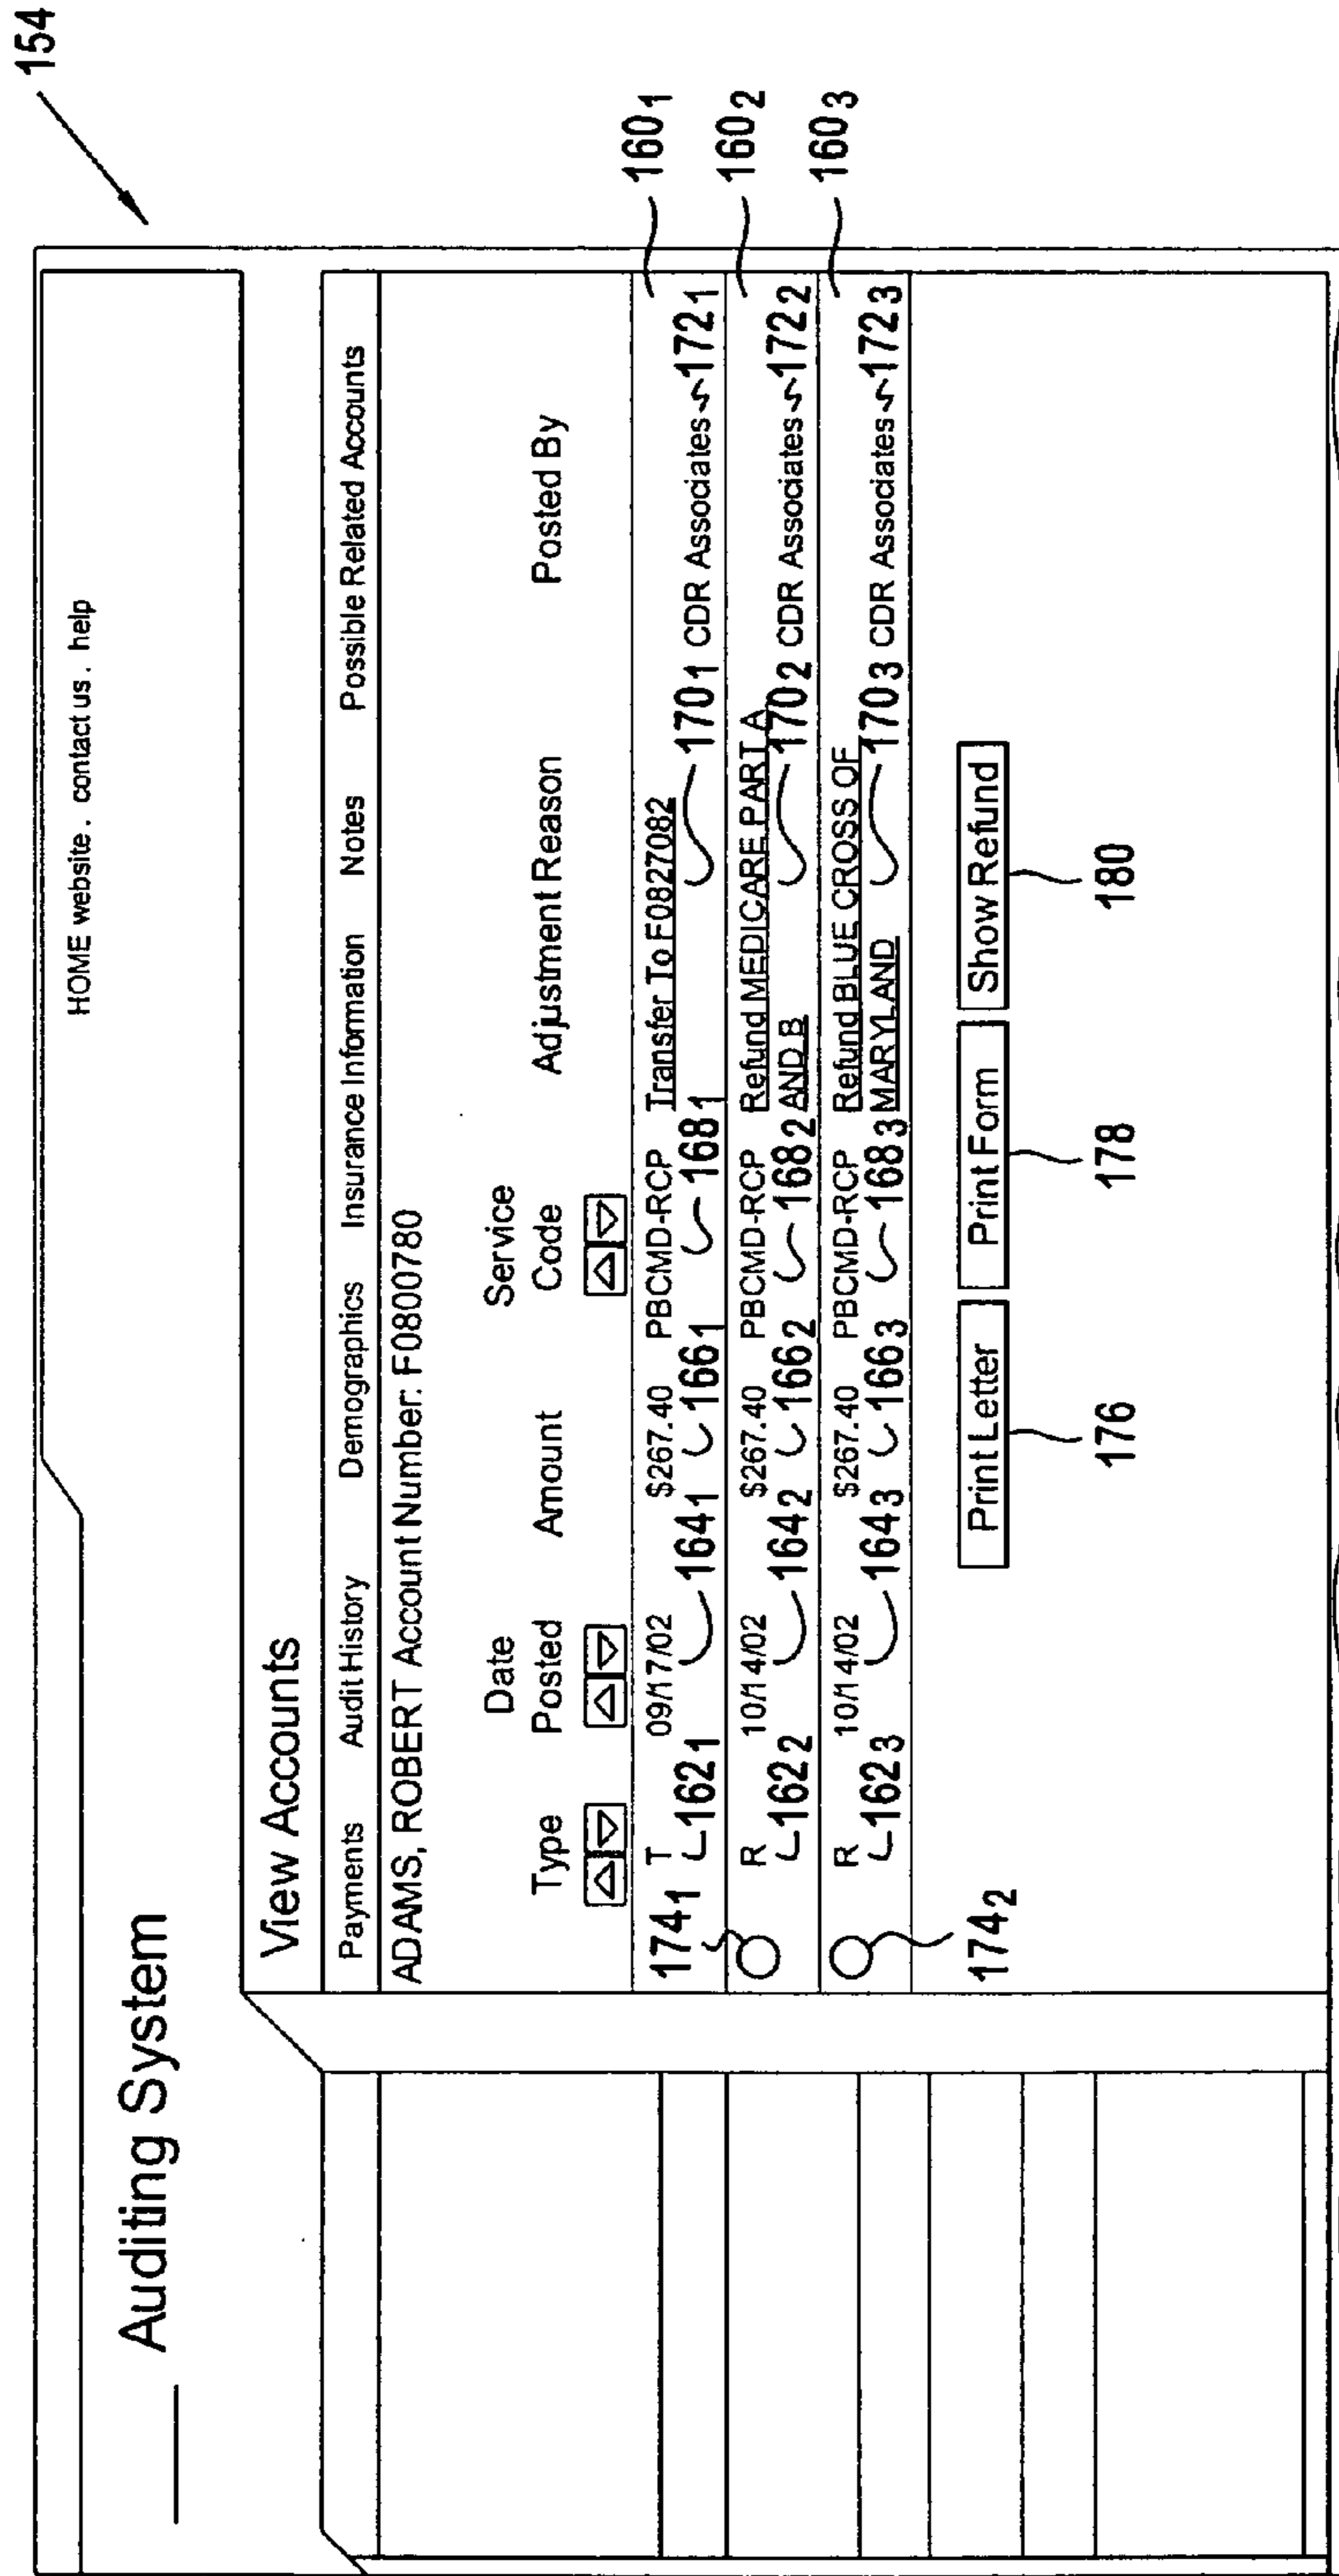 154
HOME website . contact us . help
Auditing System
View Accounts
Payments Audit History Demographics Insurance Information Notes Possible Related Accounts
ADAMS, ROBERT Account Number: F0800780
Type Date Posted Amount Service Code Adjustment Reason Posted By
T 09/17/02 $267.40 PBCMD-RCP Transfer To F0827082 CDR Associates 172₁ 160₁
174₁ 162₁ 164₁ 166₁ 168₁ 170₁
R 10/14/02 $267.40 PBCMD-RCP Refund MEDICARE PART A CDR Associates 172₂ 160₂
162₂ 164₂ 166₂ 168₂ AND B 170₂
R 10/14/02 $267.40 PBCMD-RCP Refund BLUE CROSS OF CDR Associates 172₃ 160₃
162₃ 164₃ 166₃ 168₃ MARYLAND 170₃
174₂
Print Letter Print Form Show Refund
176 178 180